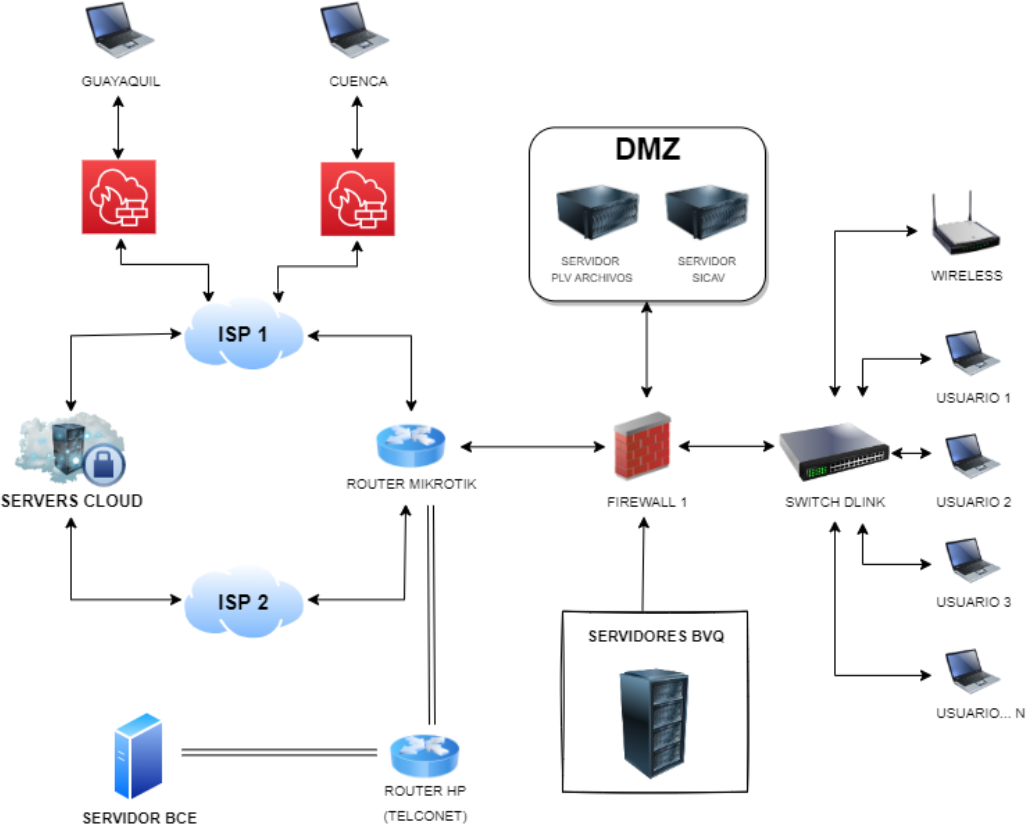 GUAYAQUIL
CUENCA
DMZ
SERVIDOR
PLV ARCHIVOS
SERVIDOR
SICAV
WIRELESS
ISP 1
USUARIO 1
SERVERS CLOUD
ROUTER MIKROTIK
FIREWALL 1
SWITCH DLINK
USUARIO 2
ISP 2
USUARIO 3
SERVIDORES BVQ
USUARIO... N
SERVIDOR BCE
ROUTER HP
(TELCONET)